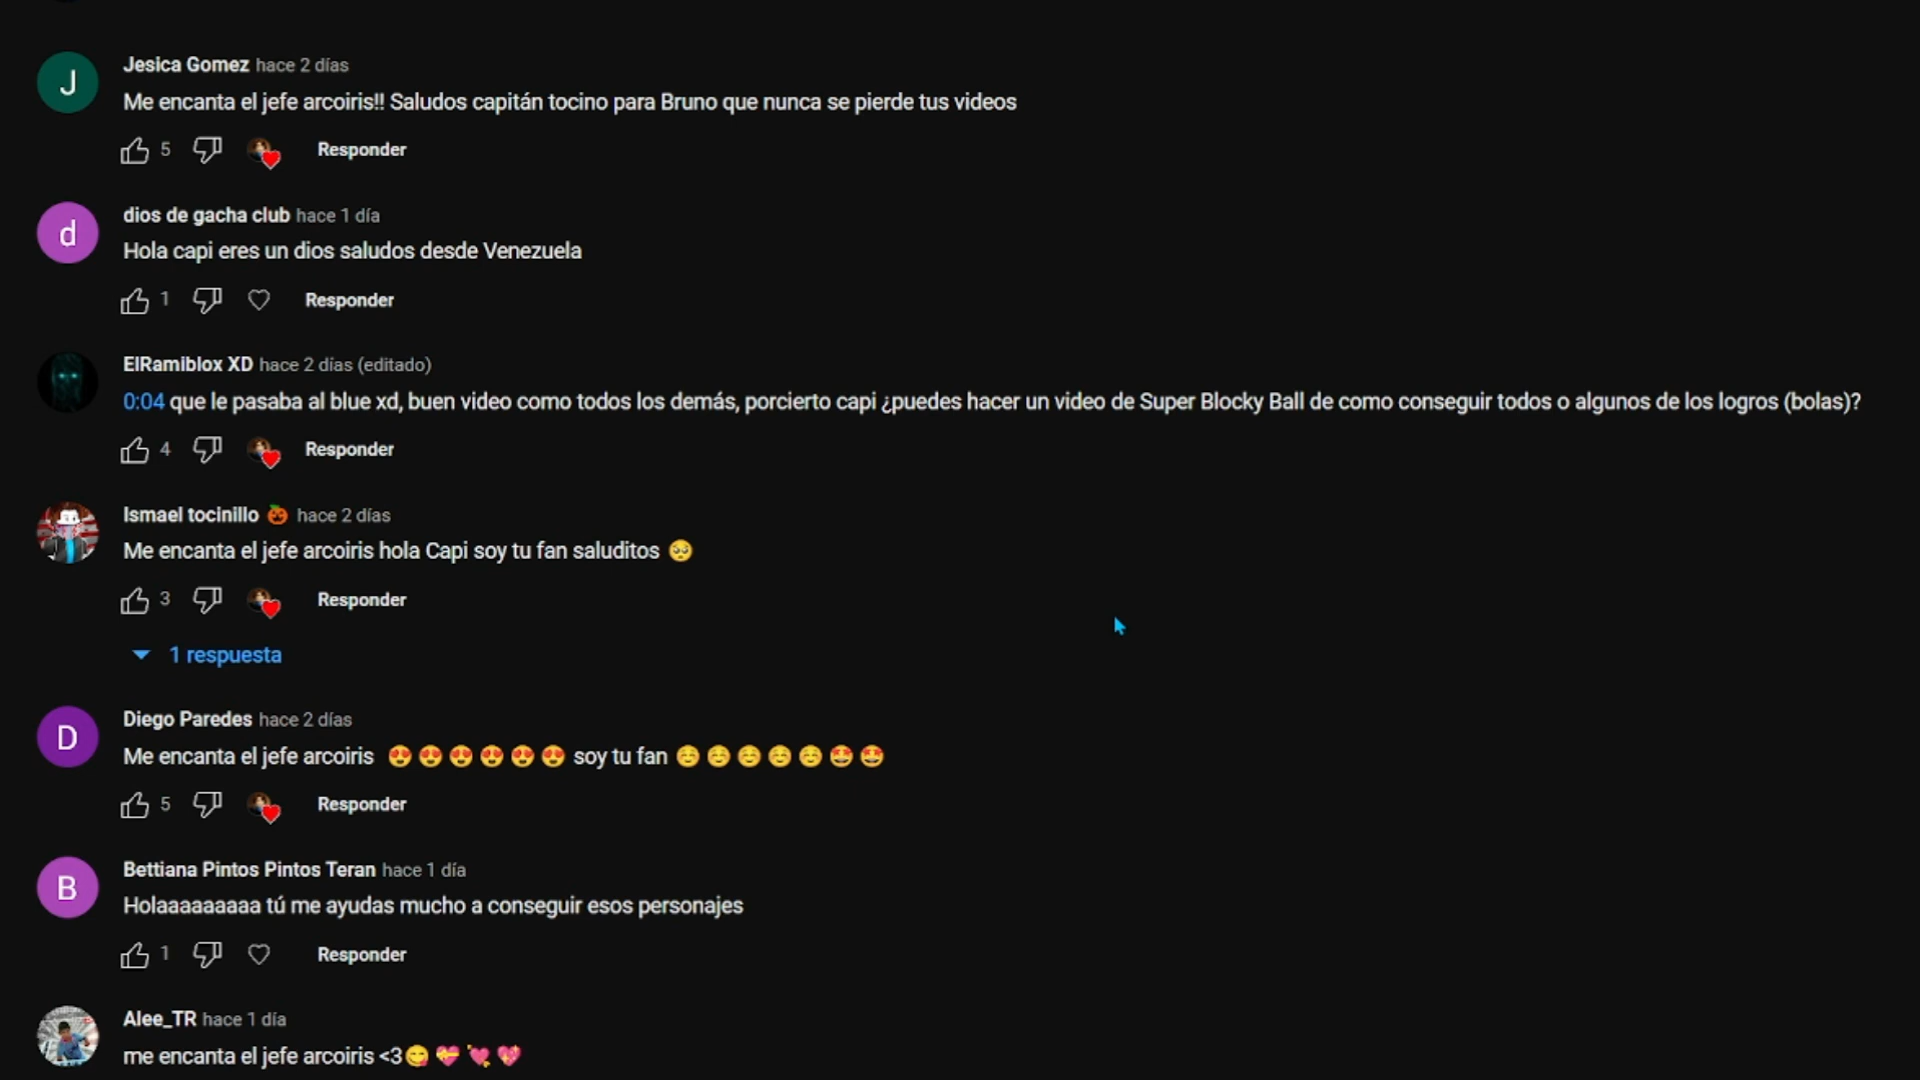 J
Jesica Gomez hace 2 días
Me encanta el jefe arcoiris!! Saludos capitán tocino para Bruno que nunca se pierde tus videos
5 Responder
d
dios de gacha club hace 1 día
Hola capi eres un dios saludos desde Venezuela
1 Responder
ElRamiblox XD hace 2 días (editado)
0:04 que le pasaba al blue xd, buen video como todos los demás, porcierto capi ¿puedes hacer un video de Super Blocky Ball de como conseguir todos o algunos de los logros (bolas)?
4 Responder
Ismael tocinillo 🎃 hace 2 días
Me encanta el jefe arcoiris hola Capi soy tu fan saluditos 🥺
3 Responder
1 respuesta
D
Diego Paredes hace 2 días
Me encanta el jefe arcoiris 😍😍😍😍😍😍 soy tu fan ☺️☺️☺️☺️☺️🤩🤩
5 Responder
B
Bettiana Pintos Pintos Teran hace 1 día
Holaaaaaaaaa tú me ayudas mucho a conseguir esos personajes
1 Responder
Alee_TR hace 1 día
me encanta el jefe arcoiris <3😋💝💘💖